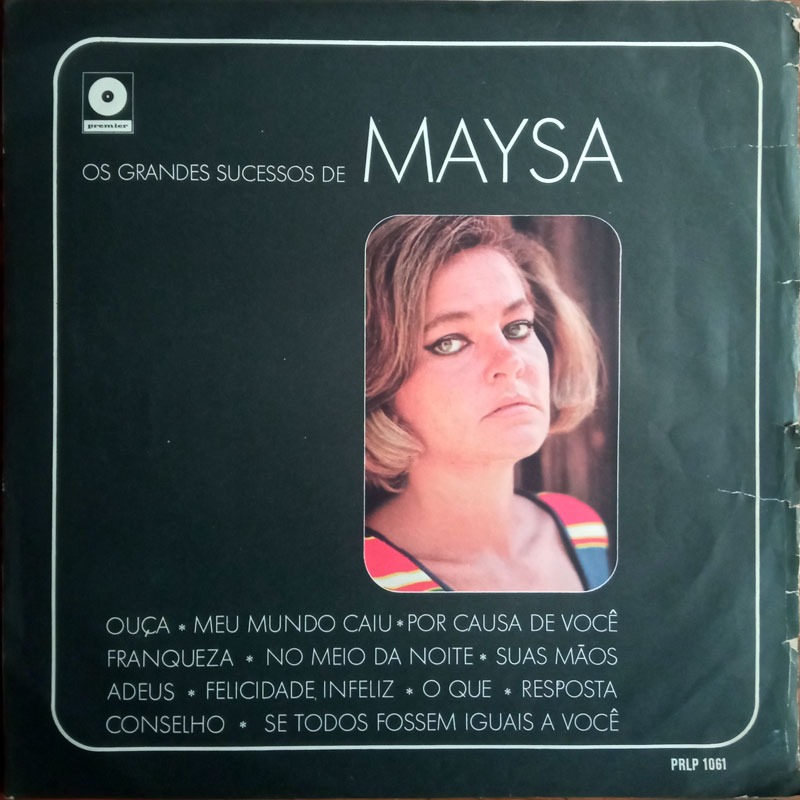 premier
OS GRANDES SUCESSOS DE MAYSA
OUÇA * MEU MUNDO CAIU * POR CAUSA DE VOCÊ
FRANQUEZA * NO MEIO DA NOITE * SUAS MÃOS
ADEUS * FELICIDADE, INFELIZ * O QUE * RESPOSTA
CONSELHO * SE TODOS FOSSEM IGUAIS A VOCÊ
PRLP 1061